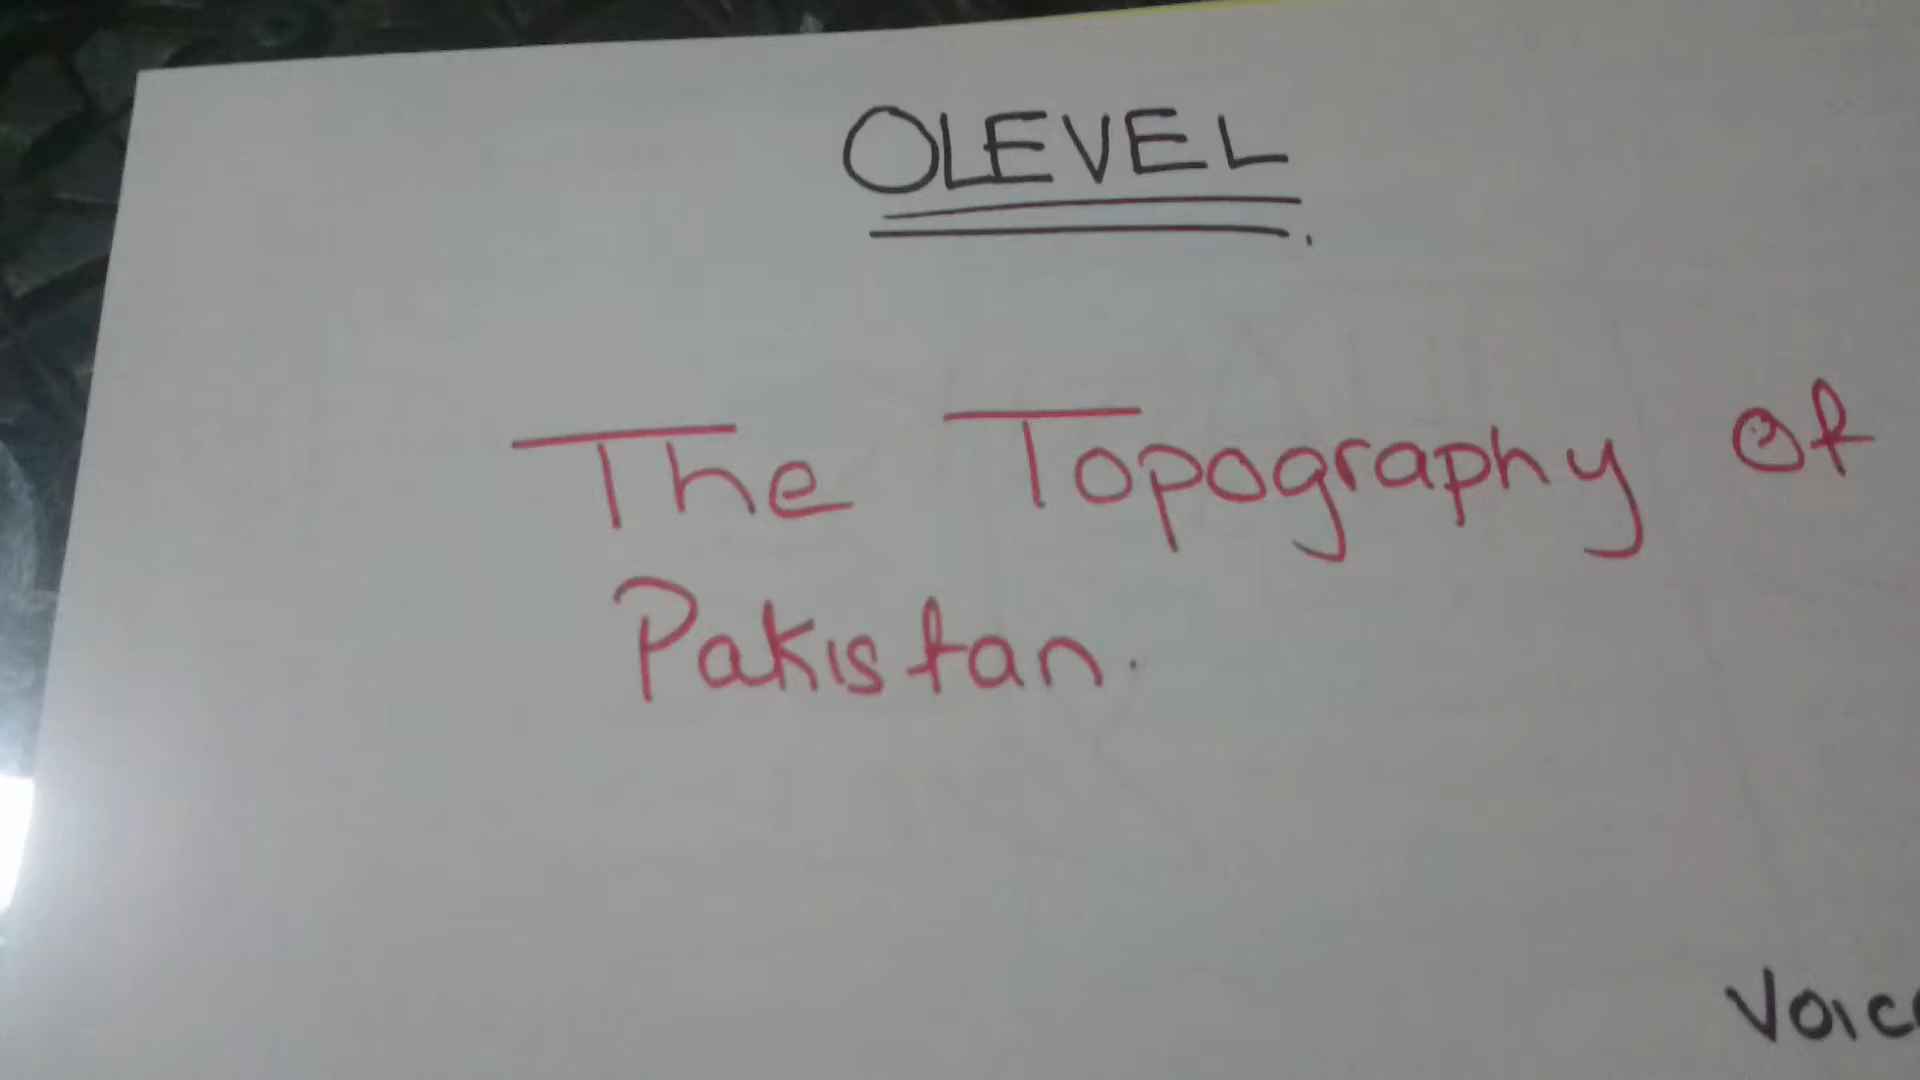 OLEVEL
The Topography of
Pakistan.